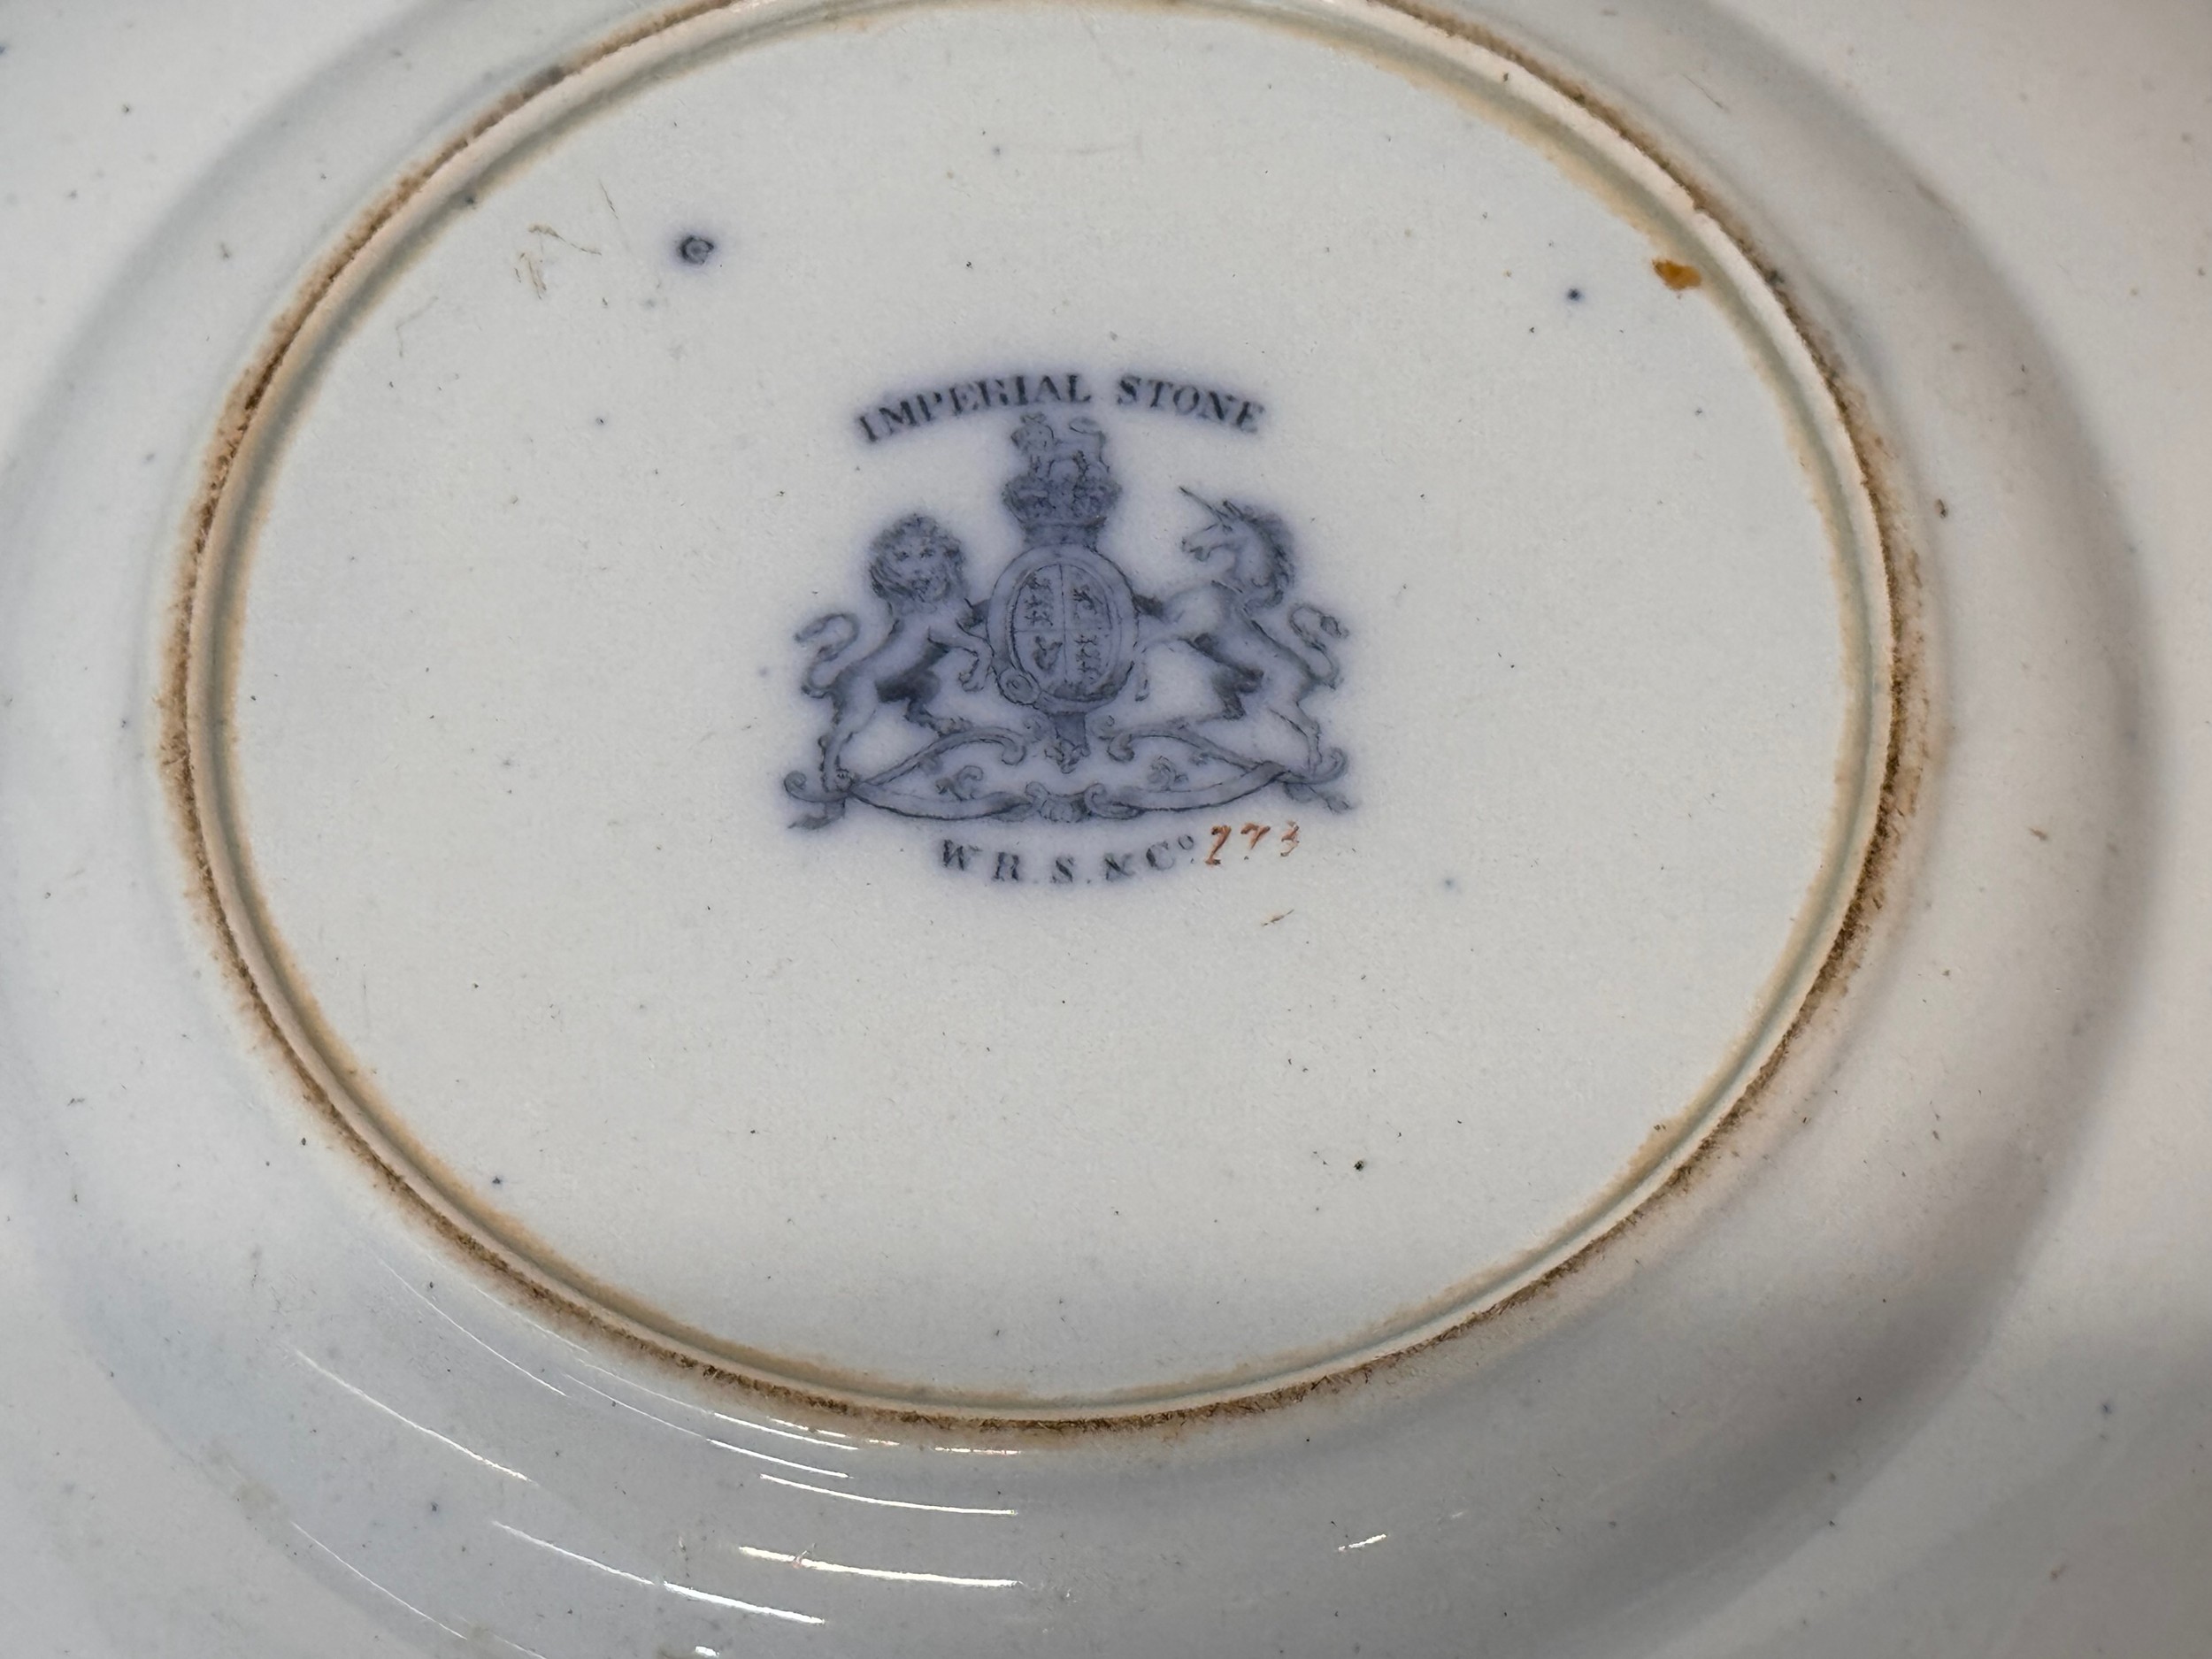 IMPERIAL STONE
W. R. S. & Cº. 273